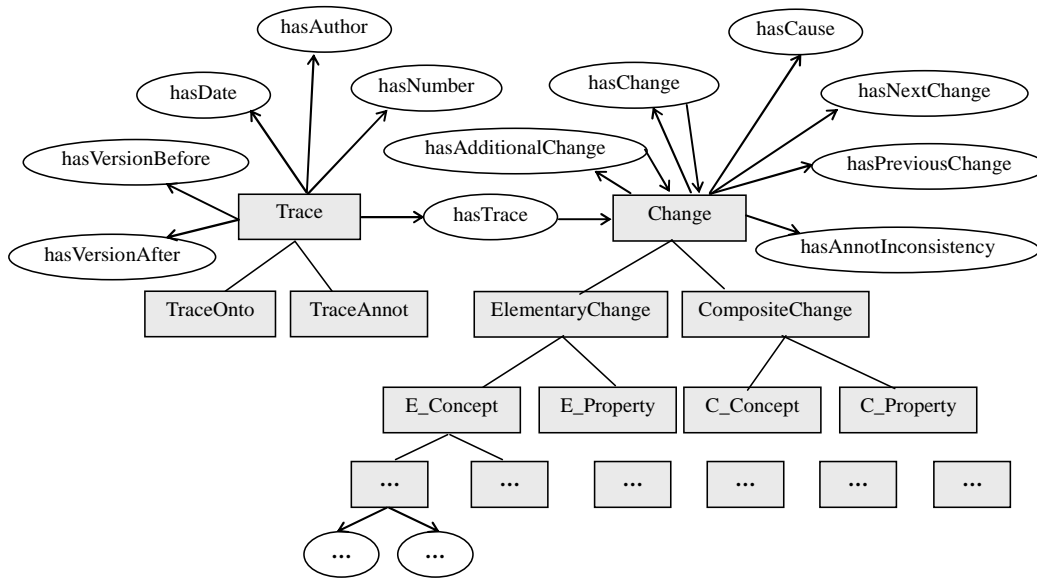 hasAuthor
hasCause
hasDate
hasNumber
hasChange
hasNextChange
hasVersionBefore
hasAdditionalChange
hasPreviousChange
Trace
hasTrace
Change
hasVersionAfter
hasAnnotInconsistency
TraceOnto
TraceAnnot
ElementaryChange
CompositeChange
E_Concept
E_Property
C_Concept
C_Property
...
...
...
...
...
...
...
...